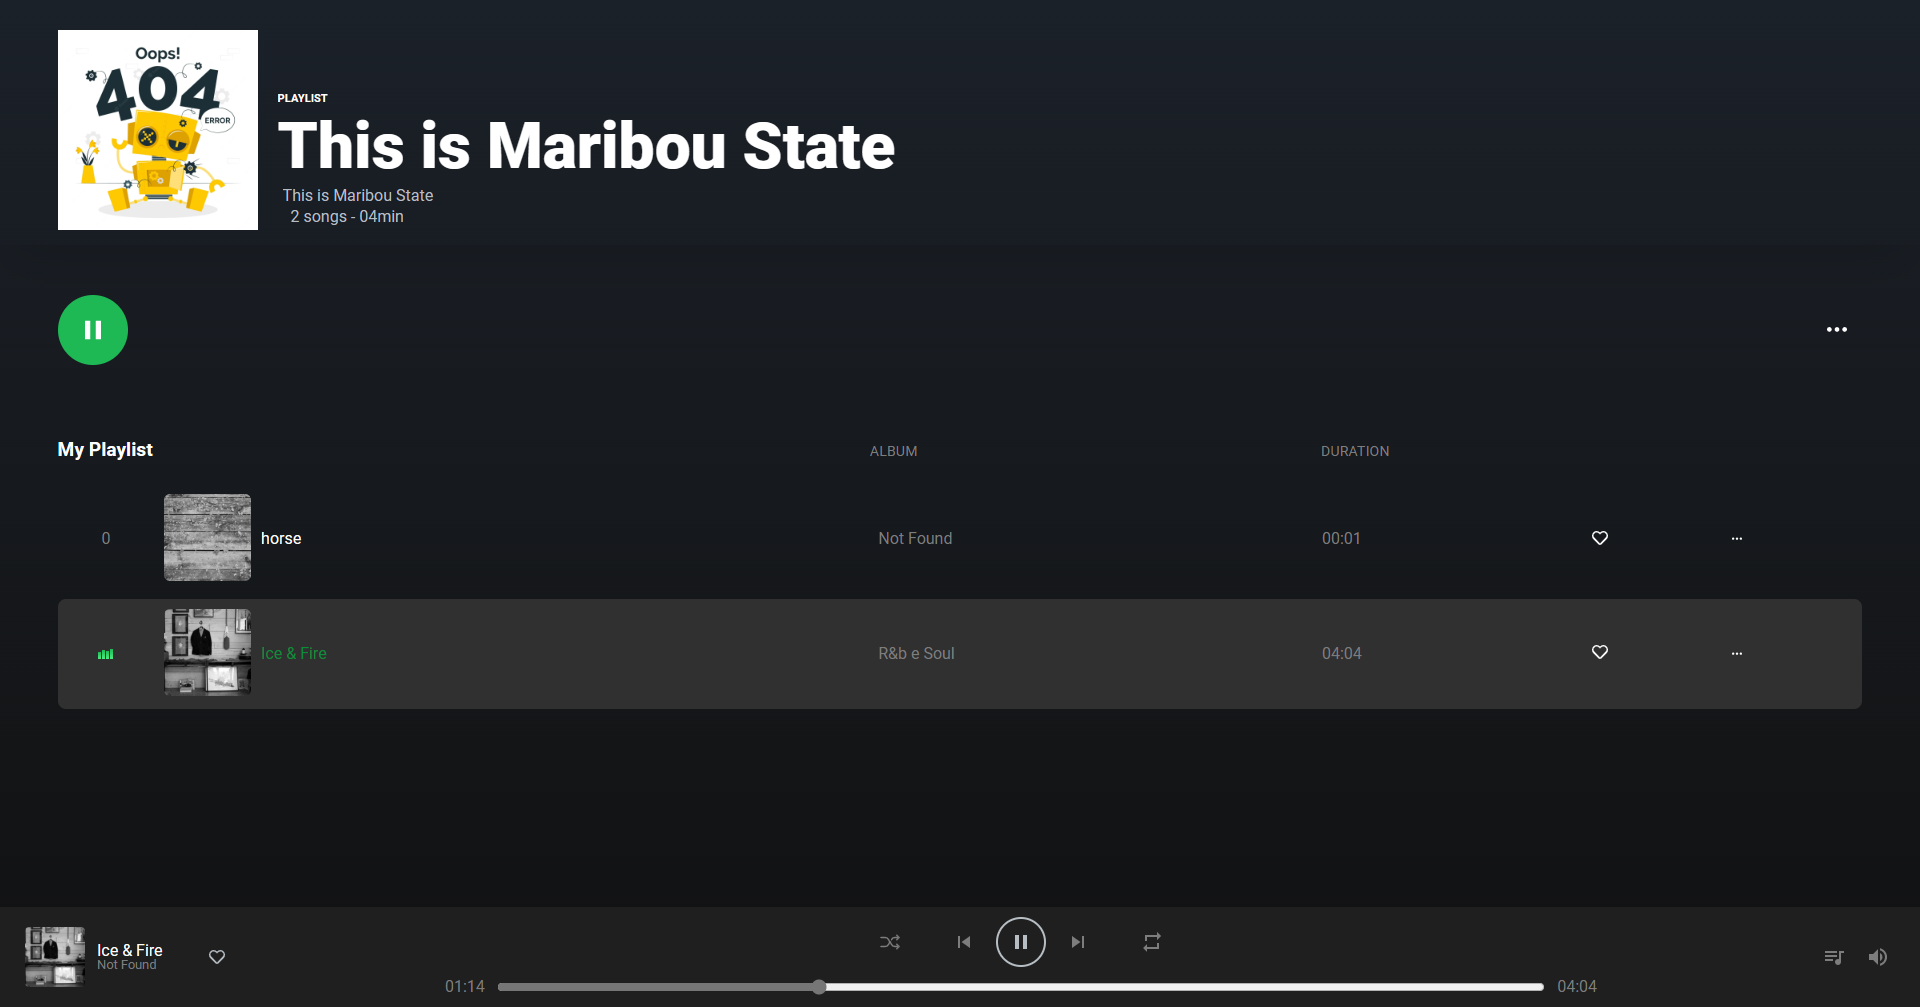 Oops!
404
ERROR
PLAYLIST
This is Maribou State
This is Maribou State
2 songs - 04min
My Playlist
ALBUM
DURATION
0
horse
Not Found
00:01
Ice & Fire
R&b e Soul
04:04
Ice & Fire
Not Found
01:14
04:04